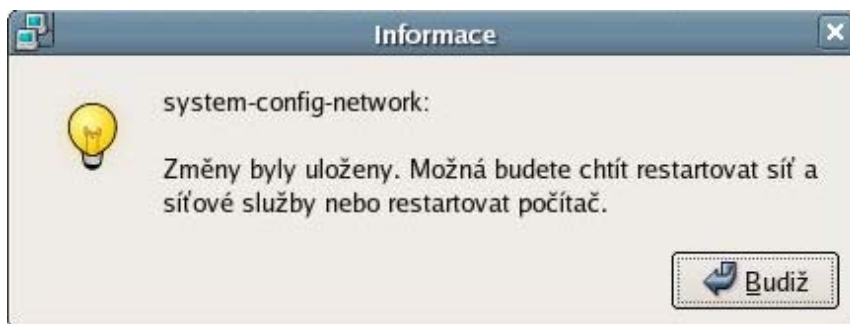 Informace
system-config-network:
Změny byly uloženy. Možná budete chtít restartovat síť a
síťové služby nebo restartovat počítač.
Budiž